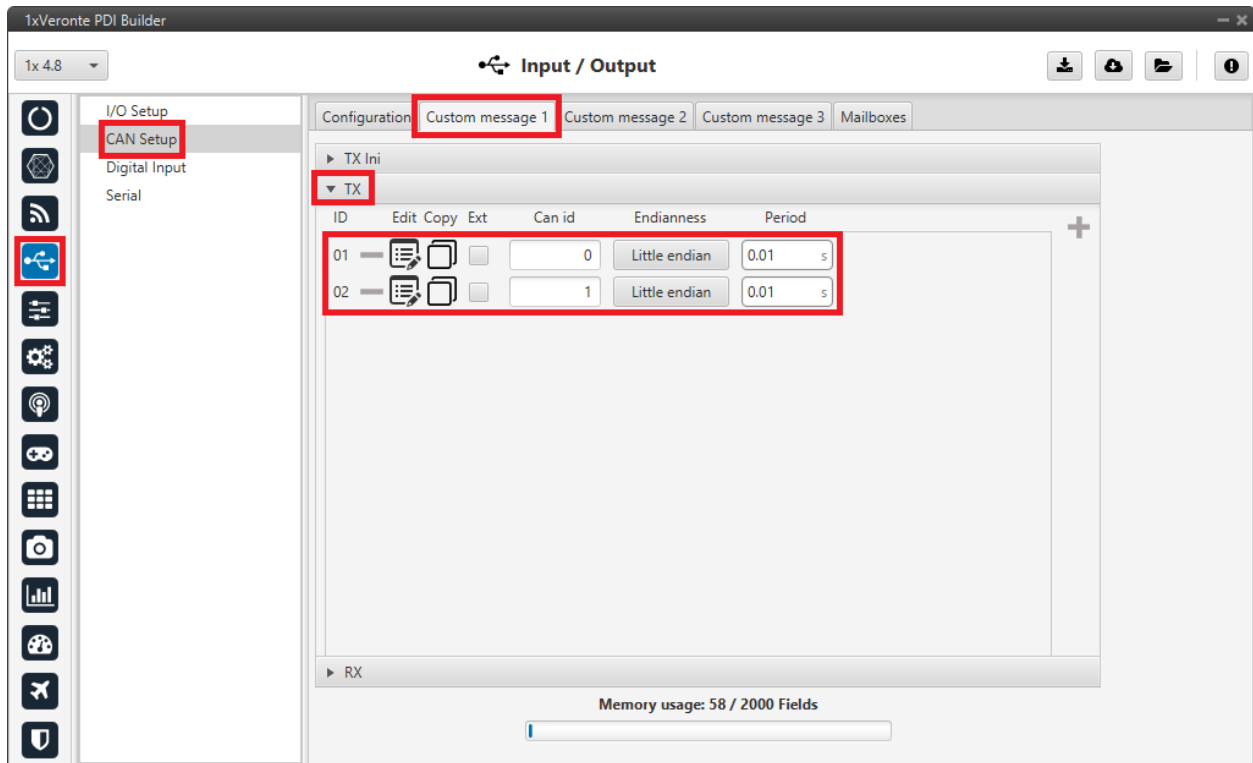 1xVeronte PDI Builder
1x 4.8
Input / Output
I/O Setup
CAN Setup
Digital Input
Serial
Configuration Custom message 1 Custom message 2 Custom message 3 Mailboxes
TX Ini
TX
ID Edit Copy Ext Can id Endianness Period
01 0 Little endian 0.01 s
02 1 Little endian 0.01 s
RX
Memory usage: 58 / 2000 Fields